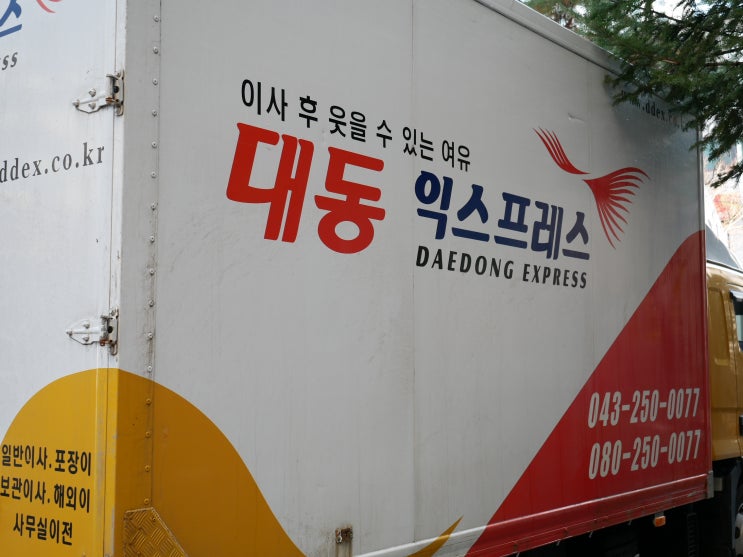 이사 후 웃을 수 있는 여유
대동 익스프레스
DAEDONG EXPRESS
043-250-0077
080-250-0077
스
ss
ddex.co.kr
일반이사.포장이
보관이사.해외이
사무실이전